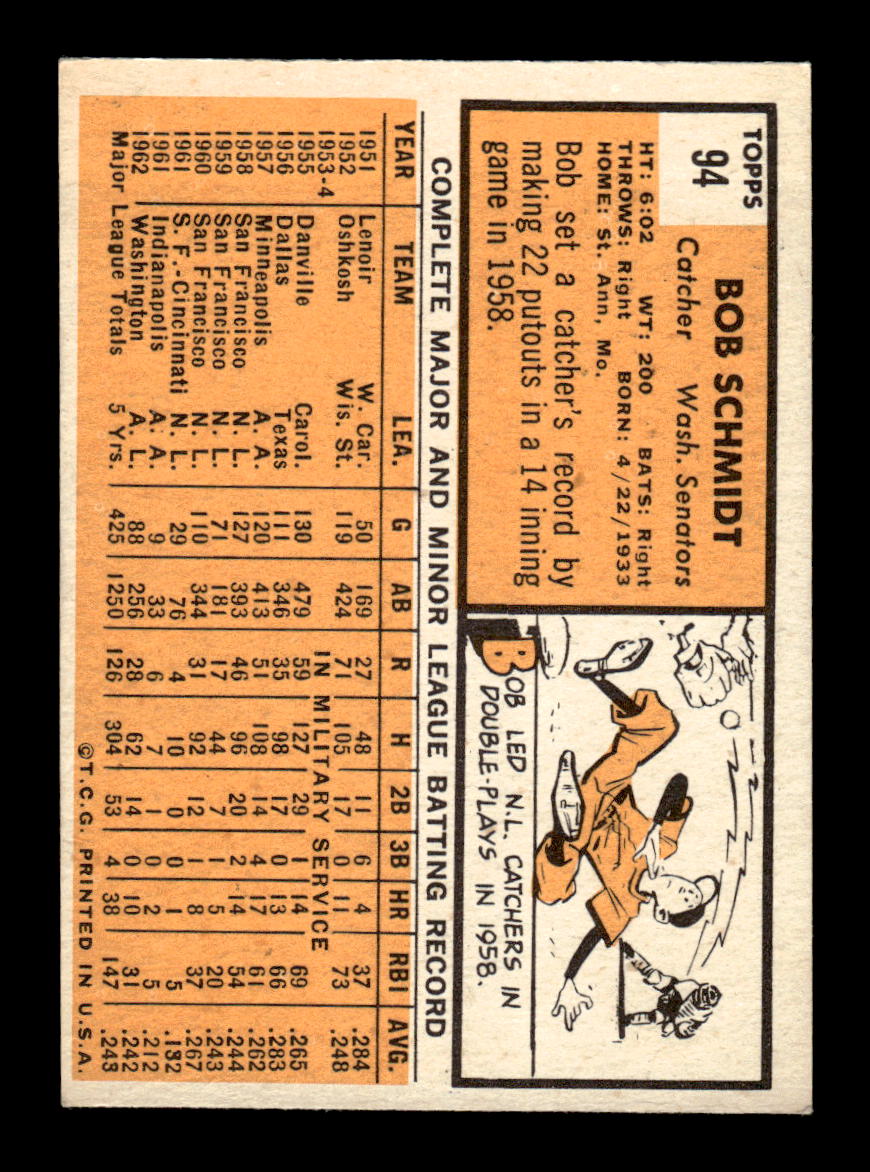 TOPPS
94
BOB SCHMIDT
Catcher Wash. Senators
HT: 6:02 WT: 200 BATS: Right
THROWS: Right BORN: 4/22/1933
HOME: St. Ann, Mo.
Bob set a catcher's record by
making 22 putouts in a 14 inning
game in 1958.
BOB LED N.L. CATCHERS IN
DOUBLE-PLAYS IN 1958.
COMPLETE MAJOR AND MINOR LEAGUE BATTING RECORD
YEAR TEAM LEA. G AB R H 2B 3B HR RBI AVG.
1951 Lenoir W. Car. 50 169 27 48 11 6 4 37 .284
1952 Oshkosh Wis. St. 119 424 71 105 17 0 11 73 .248
1953-4 IN MILITARY SERVICE
1955 Danville Carol. 130 479 59 127 29 1 14 69 .265
1956 Dallas Texas 111 346 35 98 17 0 13 66 .283
1957 Minneapolis A. A. 120 413 51 108 14 4 17 61 .262
1958 San Francisco N. L. 127 393 46 96 20 2 14 54 .244
1959 San Francisco N. L. 71 181 17 44 7 1 5 20 .243
1960 San Francisco N. L. 110 344 31 92 12 1 8 37 .267
1961 S. F.-Cincinnati N. L. 29 76 4 10 0 0 1 5 .132
1961 Indianapolis A. A. 9 33 6 7 1 0 2 5 .212
1962 Washington A. L. 88 256 28 62 14 0 10 31 .242
Major League Totals 5 Yrs. 425 1250 126 304 53 4 38 147 .243
©T.C.G. PRINTED IN U.S.A.